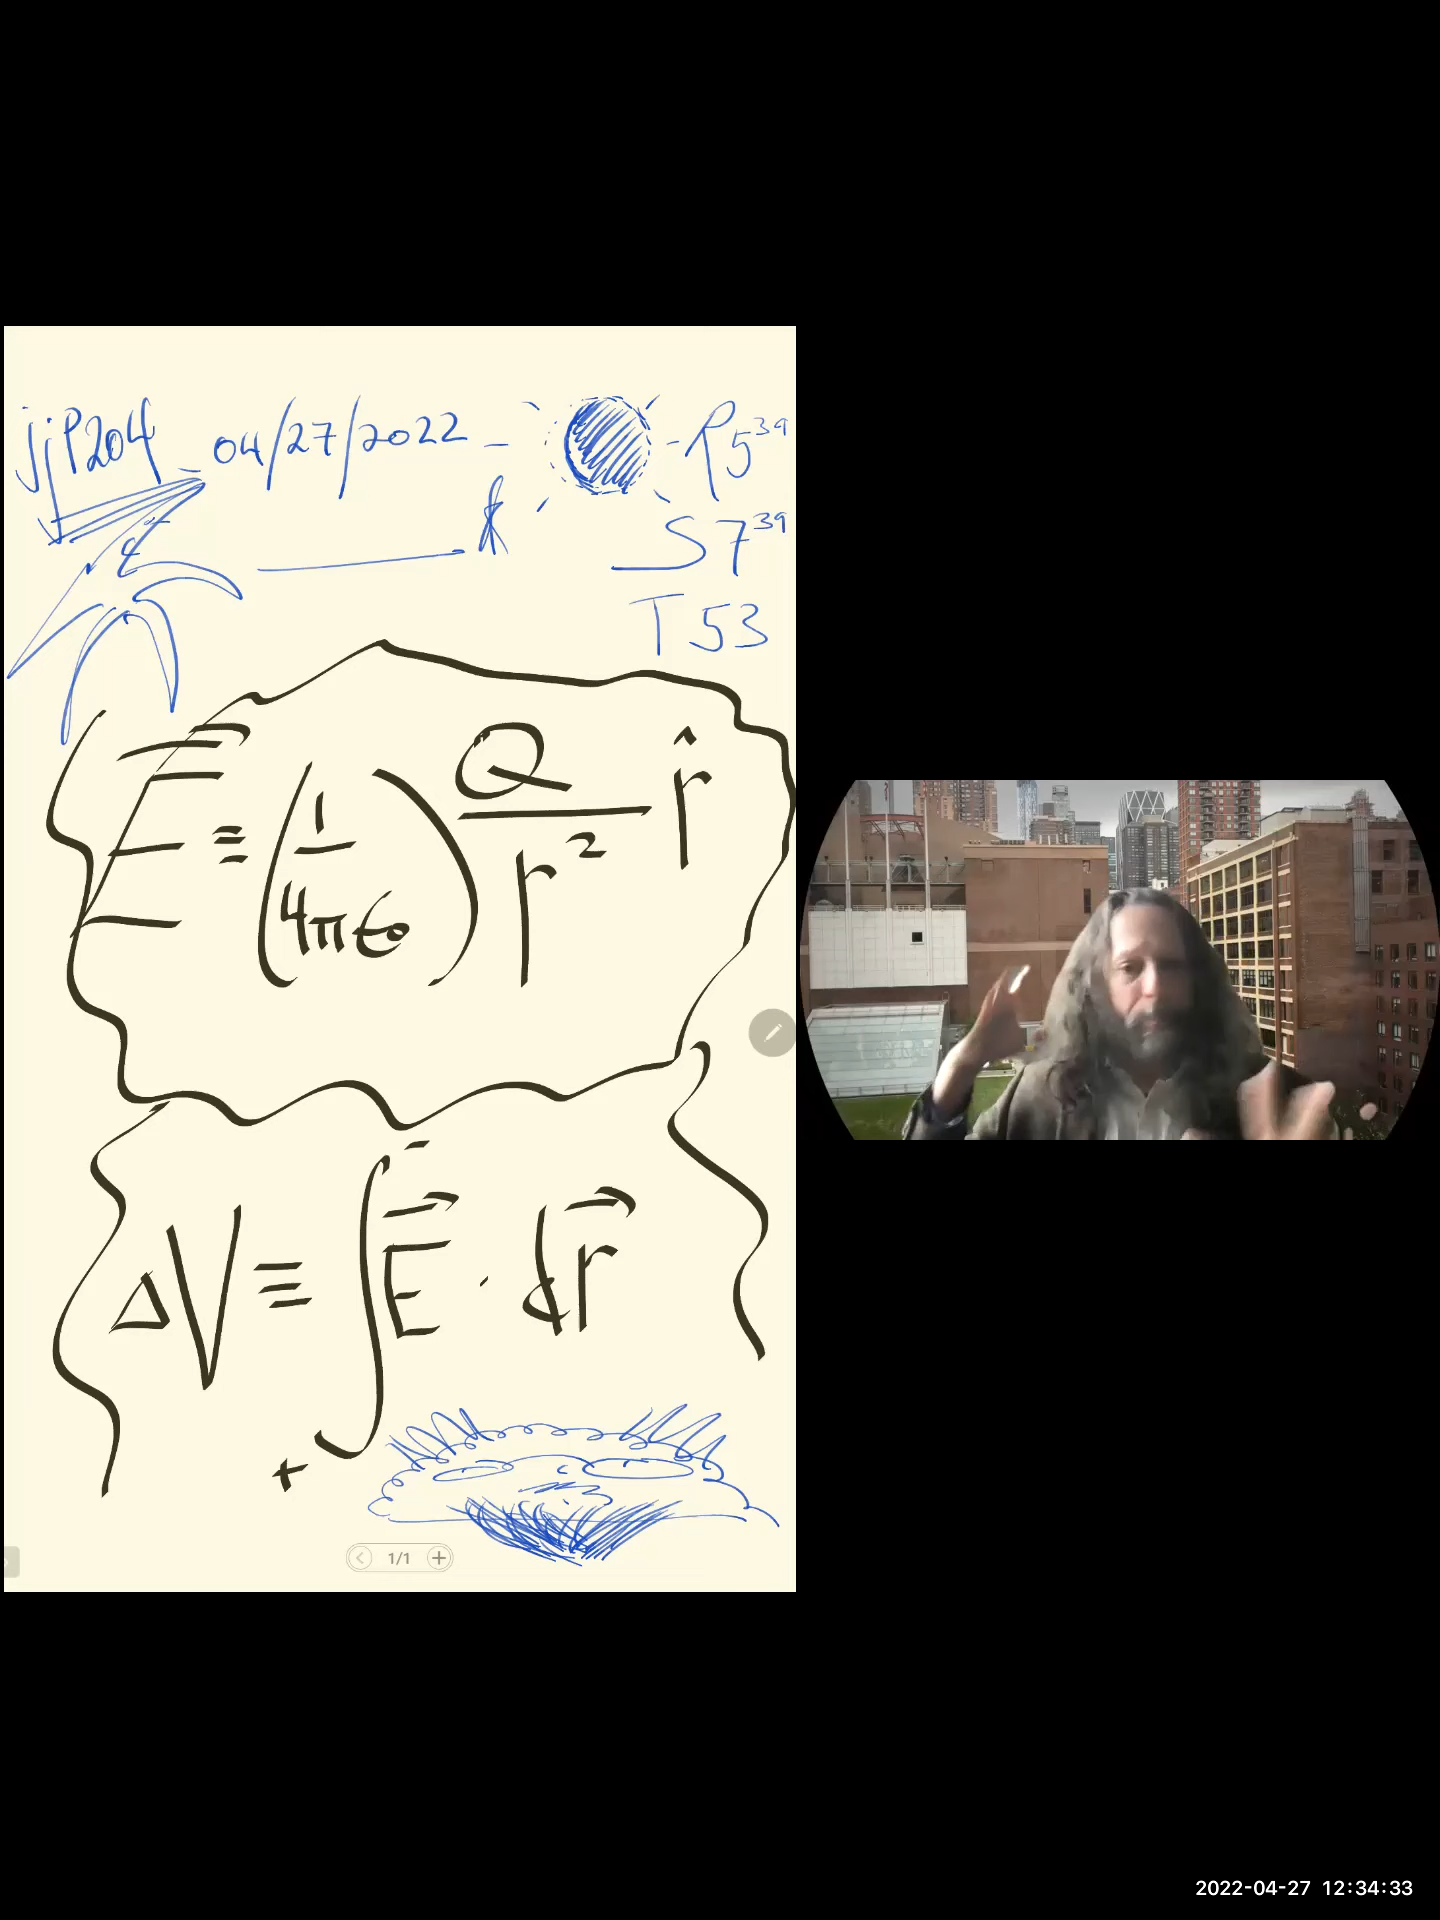 jjP204 - 04/27/2022 - - R5³⁹
S7³⁹
T 53
E⃗ = (1/4πϵ₀) Q/r² r̂
ΔV ≡ ∫₊⁻ E⃗ · dr⃗
1/1
2022-04-27 12:34:33